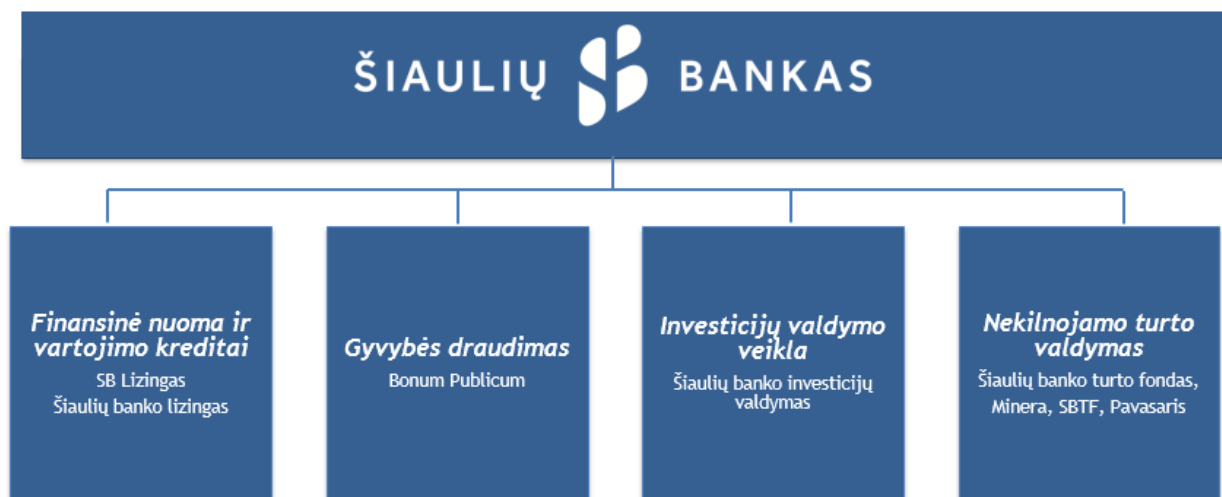 ŠIAULIŲ BANKAS
Finansinė nuoma ir
vartojimo kreditai
SB Lizingas
Šiaulių banko lizingas
Gyvybės draudimas
Bonum Publicum
Investicijų valdymo
veikla
Šiaulių banko investicijų
valdymas
Nekilnojamo turto
valdymas
Šiaulių banko turto fondas,
Minera, SBTF, Pavasaris